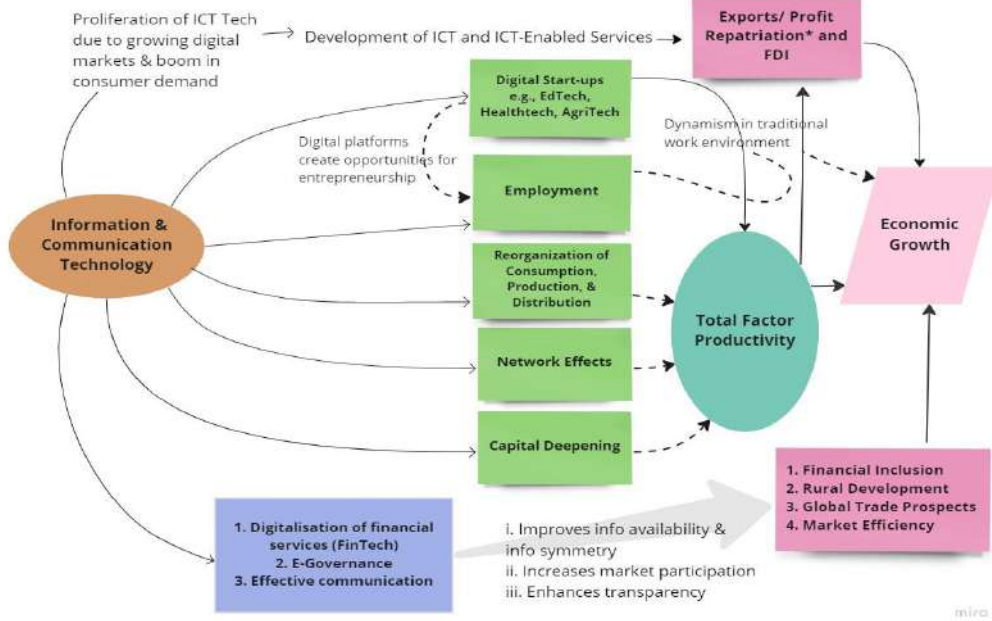 Proliferation of ICT Tech
due to growing digital
markets & boom in
consumer demand
Development of ICT and ICT-Enabled Services
Exports/ Profit
Repatriation* and
FDI
Digital Start-ups
e.g., EdTech,
Healthtech, AgriTech
Digital platforms
create opportunities for
entrepreneurship
Dynamism in traditional
work environment
Employment
Information &
Communication
Technology
Economic
Growth
Reorganization of
Consumption,
Production, &
Distribution
Total Factor
Productivity
Network Effects
Capital Deepening
1. Digitalisation of financial
services (FinTech)
2. E-Governance
3. Effective communication
i. Improves info availability &
info symmetry
ii. Increases market participation
iii. Enhances transparency
1. Financial Inclusion
2. Rural Development
3. Global Trade Prospects
4. Market Efficiency
miro